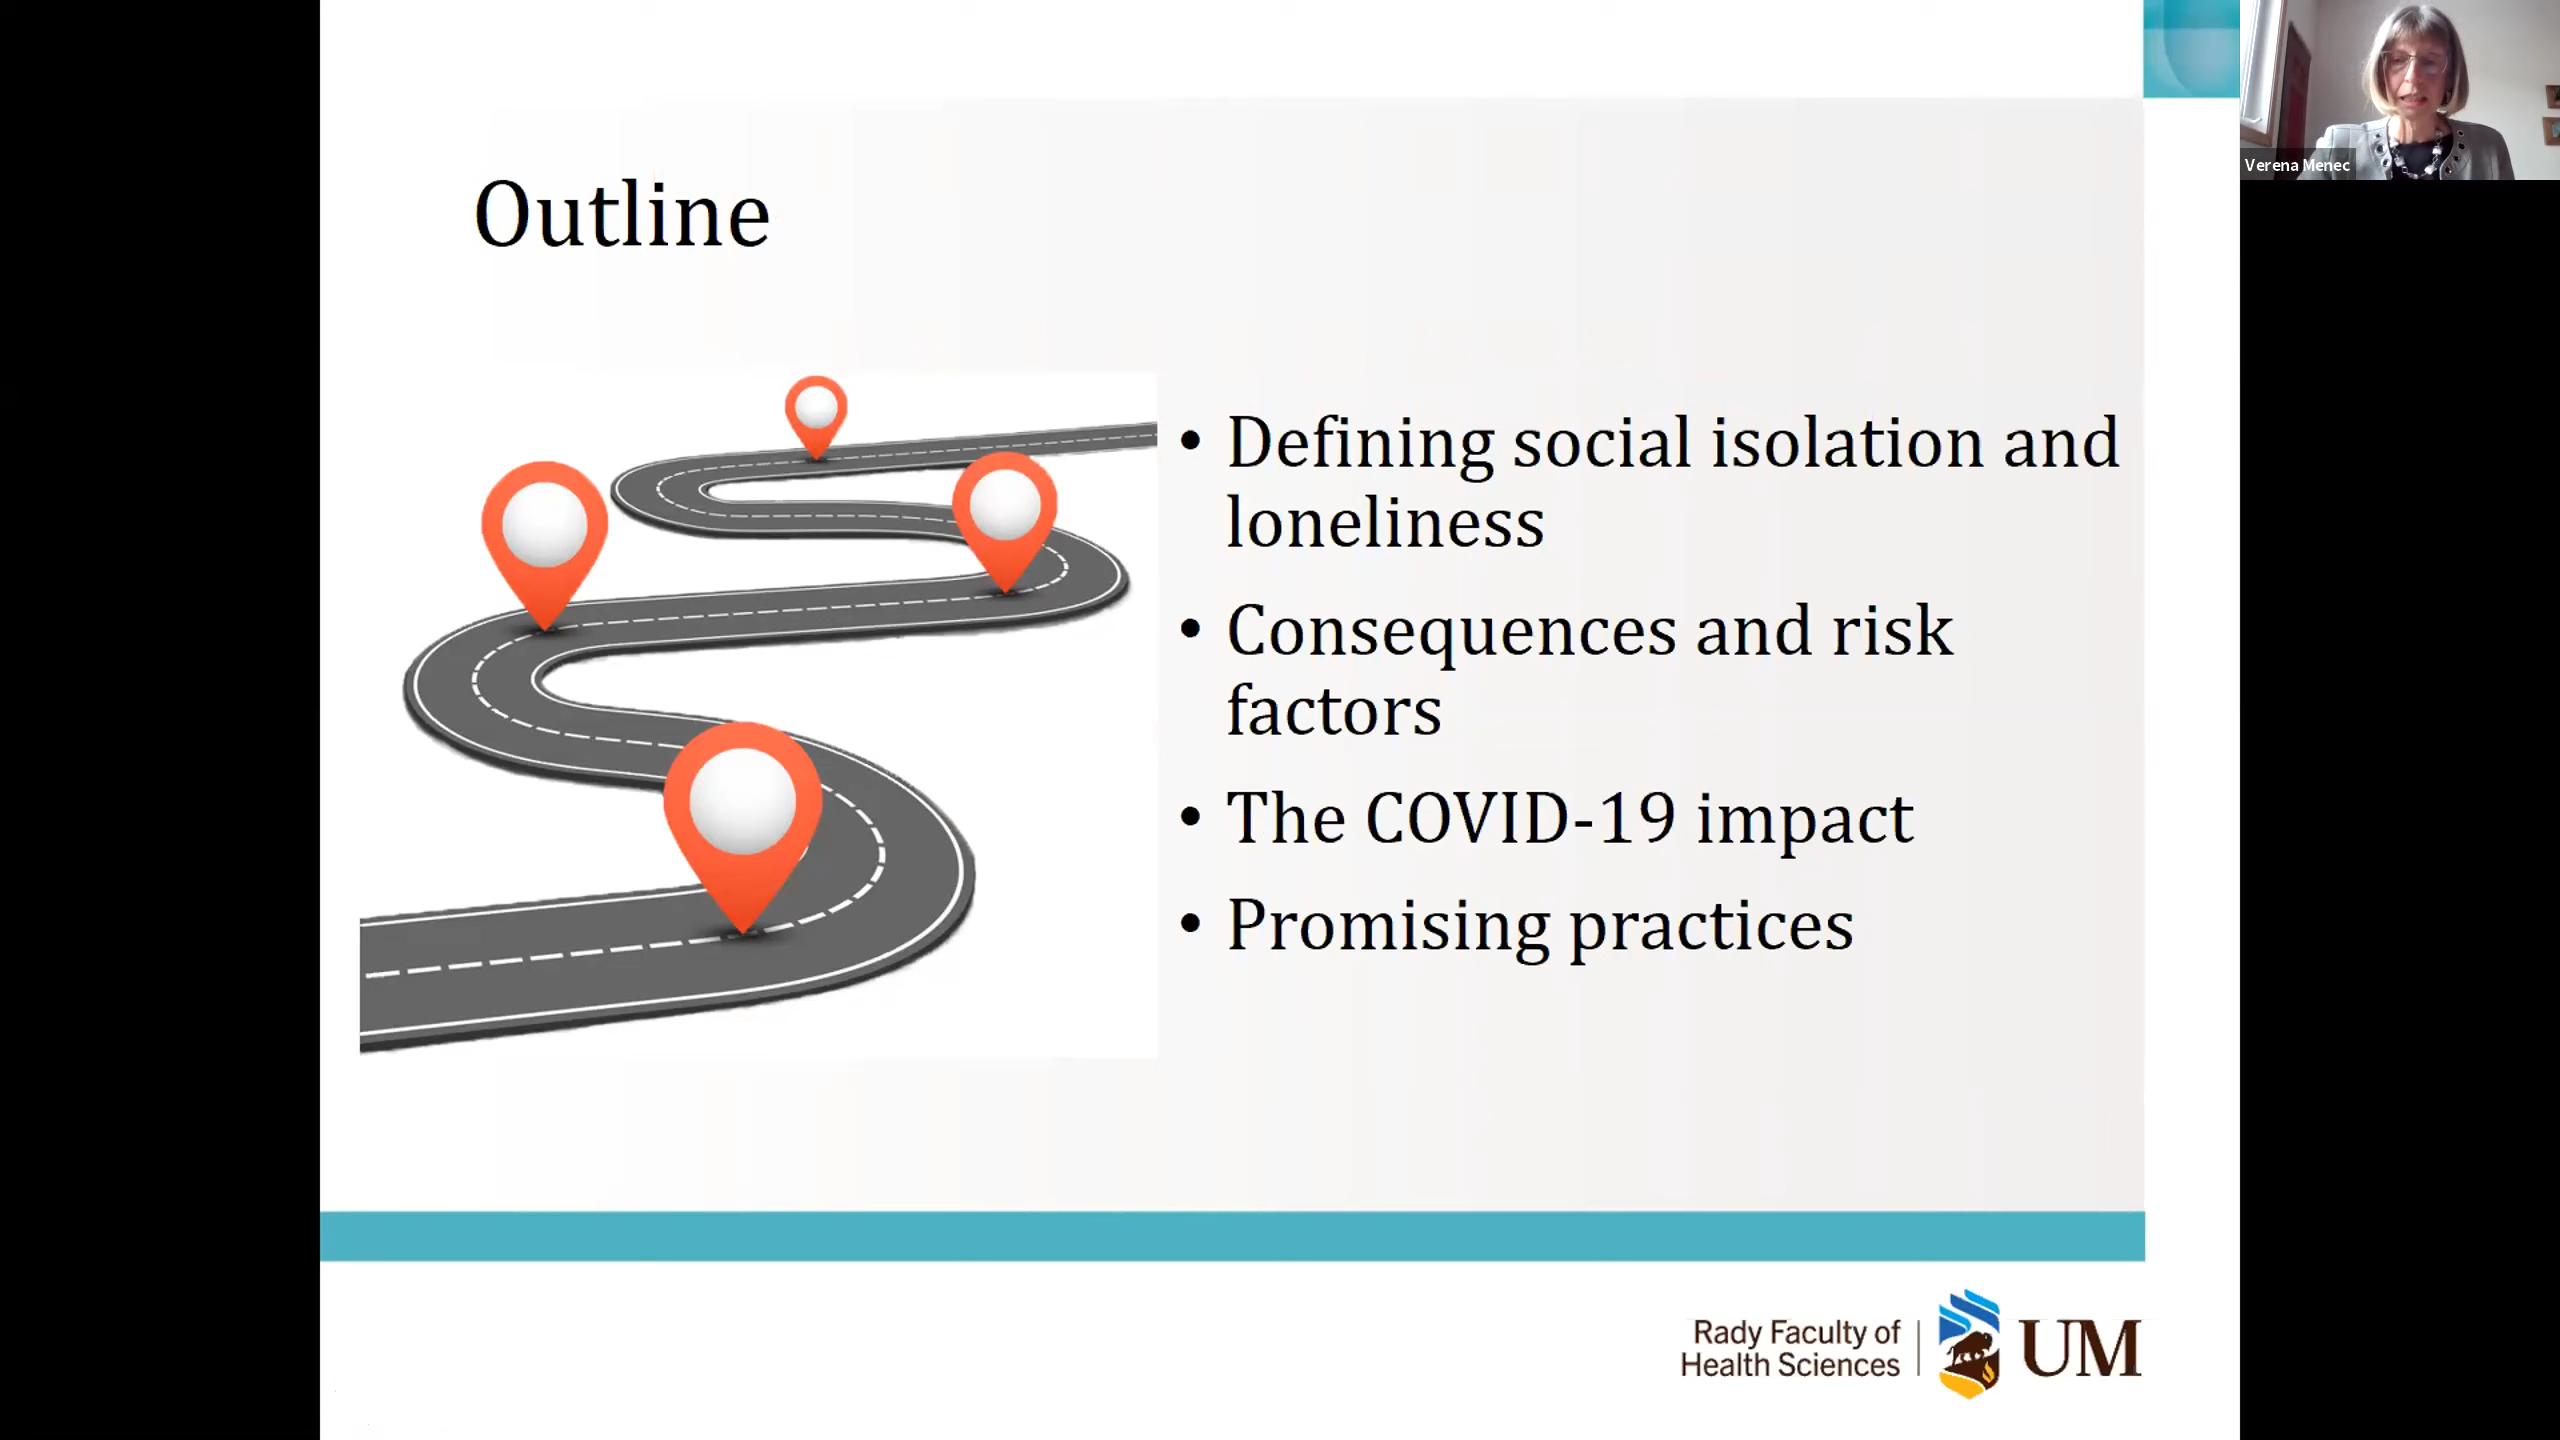 Outline
• Defining social isolation and
loneliness
• Consequences and risk
factors
• The COVID-19 impact
• Promising practices
Verena Menec
Rady Faculty of
Health Sciences
UM